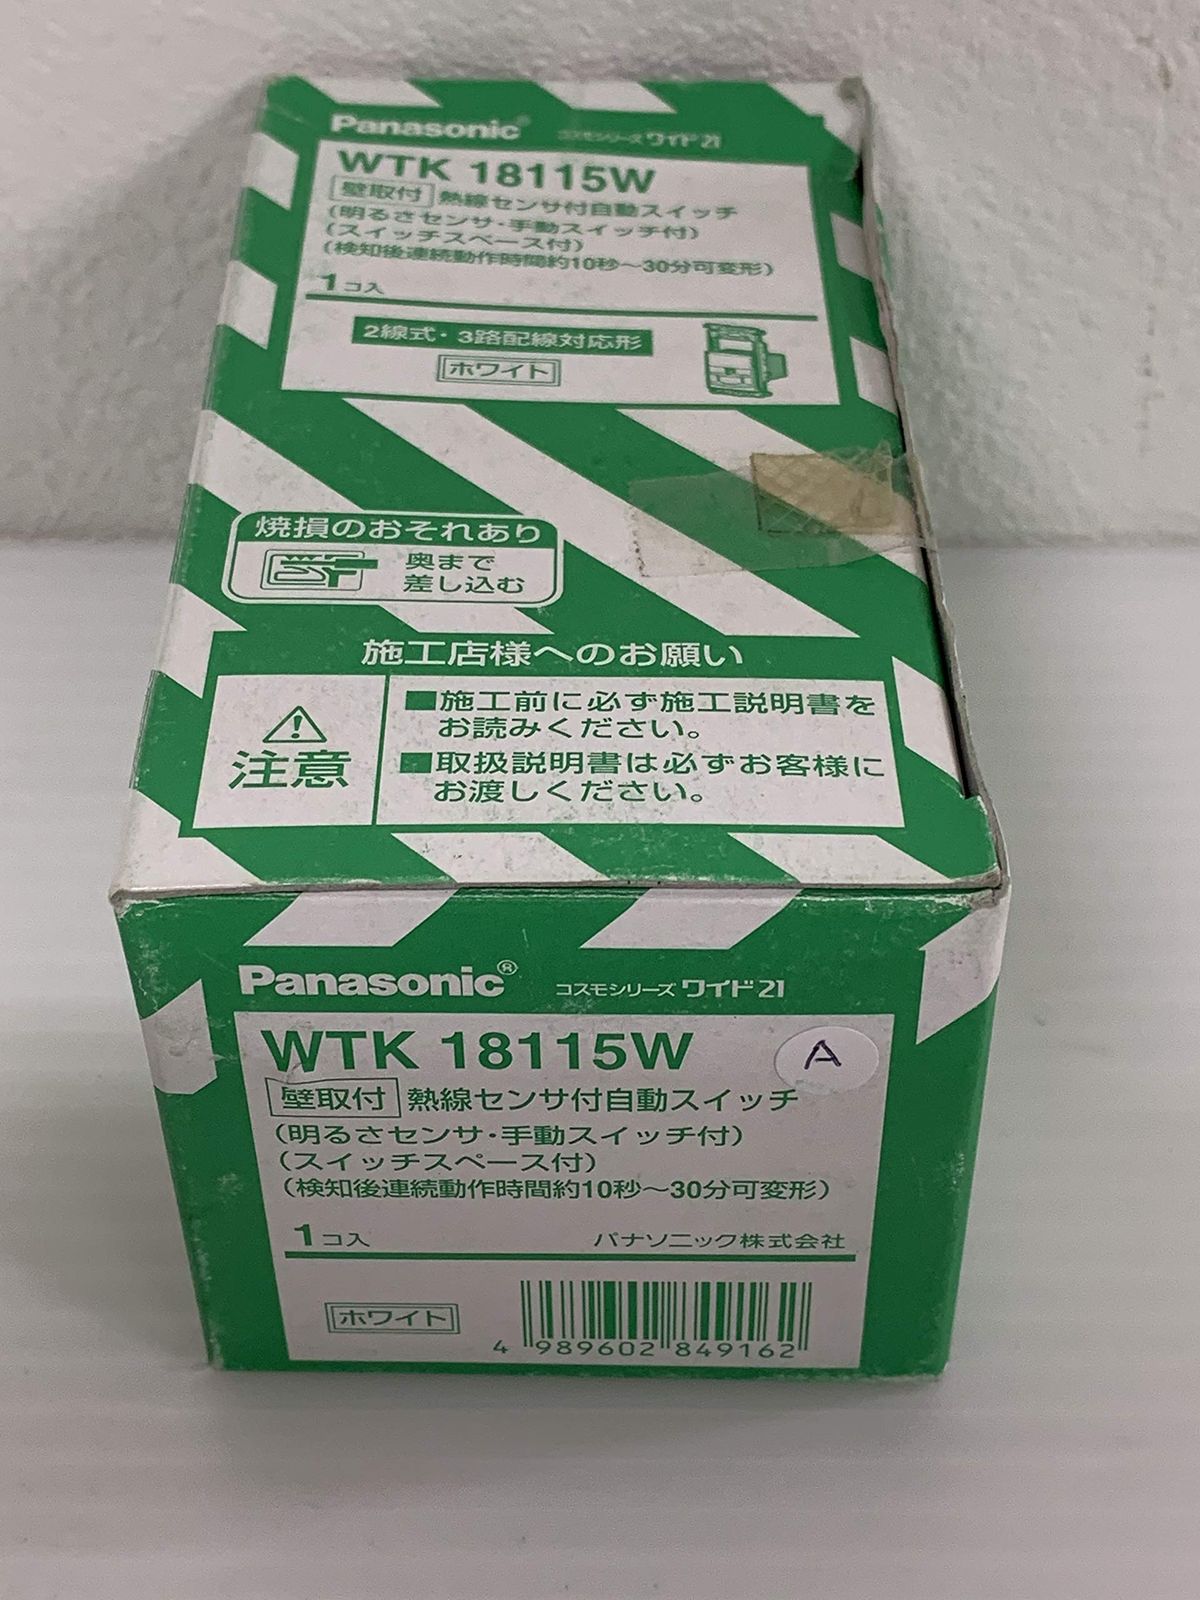 Panasonic® コスモシリーズ ワイド21
WTK 18115W
壁取付 熱線センサ付自動スイッチ
(明るさセンサ・手動スイッチ付)
(スイッチスペース付)
(検知後連続動作時間約10秒～30分可変形)
1コ入
2線式・3路配線対応形
ホワイト
焼損のおそれあり
奥まで
差し込む
施工店様へのお願い
注意
■施工前に必ず施工説明書を
お読みください。
■取扱説明書は必ずお客様に
お渡しください。
Panasonic® コスモシリーズ ワイド21
WTK 18115W
A
壁取付 熱線センサ付自動スイッチ
(明るさセンサ・手動スイッチ付)
(スイッチスペース付)
(検知後連続動作時間約10秒～30分可変形)
1コ入 パナソニック株式会社
ホワイト
4 989602 849162